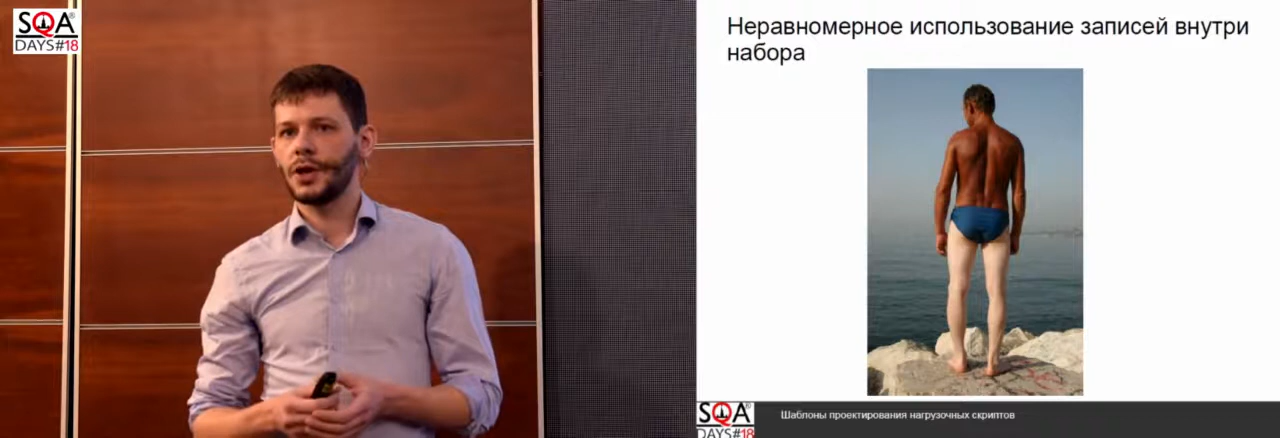 SQA
DAYS#18
Неравномерное использование записей внутри
набора
SQA
DAYS#18
Шаблоны проектирования нагрузочных скриптов